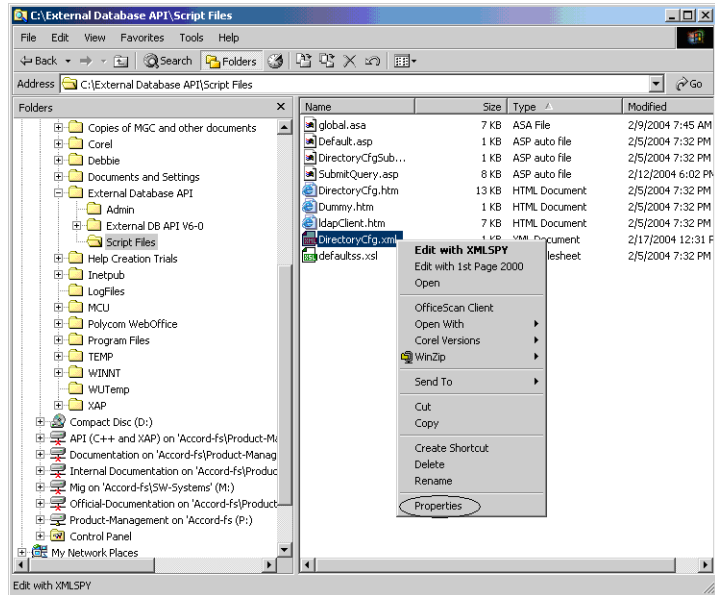 C:\External Database API\Script Files
File Edit View Favorites Tools Help
Back Search Folders
Address C:\External Database API\Script Files Go
Folders
Copies of MGC and other documents
Corel
Debbie
Documents and Settings
External Database API
Admin
External DB API V6-0
Script Files
Help Creation Trials
Inetpub
LogFiles
MCU
Polycom WebOffice
Program Files
TEMP
WINNT
WUTemp
XAP
Compact Disc (D:)
API (C++ and XAP) on 'Accord-fs\Product-Ma
Documentation on 'Accord-fs\Product-Manag
Internal Documentation on 'Accord-fs\Produc
Mig on 'Accord-fs\SW-Systems' (M:)
Official-Documentation on 'Accord-fs\Product-
Product-Management on 'Accord-fs (P:)
Control Panel
My Network Places
Name Size Type Modified
global.asa 7 KB ASA File 2/9/2004 7:45 AM
Default.asp 1 KB ASP auto file 2/5/2004 7:32 PM
DirectoryCfgSub... 1 KB ASP auto file 2/5/2004 7:32 PM
SubmitQuery.asp 8 KB ASP auto file 2/12/2004 6:02 PM
DirectoryCfg.htm 13 KB HTML Document 2/5/2004 7:32 PM
Dummy.htm 1 KB HTML Document 2/5/2004 7:32 PM
ldapClient.htm 7 KB HTML Document 2/5/2004 7:32 PM
DirectoryCfg.xml 1 KB XML Document 2/17/2004 12:31 P
defaultss.xsl lesheet 2/5/2004 7:32 PM
Edit with XMLSPY
Edit with 1st Page 2000
Open
OfficeScan Client
Open With
Corel Versions
WinZip
Send To
Cut
Copy
Create Shortcut
Delete
Rename
Properties
Edit with XMLSPY